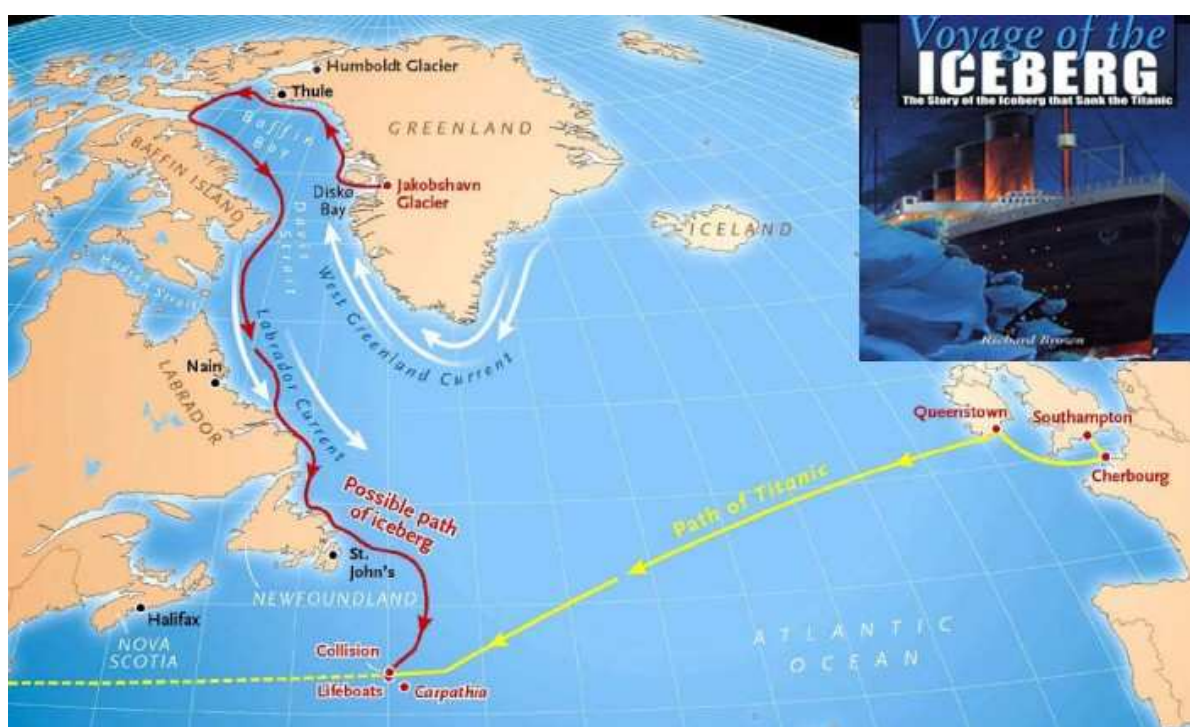 Voyage of the
ICEBERG
The Story of the Iceberg that Sank the Titanic
Richard Brown
Humboldt Glacier
Thule
Baffin
Bay
GREENLAND
BAFFIN ISLAND
Disko
Bay
Jakobshavn
Glacier
Davis Strait
ICELAND
Hudson Strait
West Greenland Current
Labrador Current
Nain
LABRADOR
Queenstown
Southampton
Cherbourg
Path of Titanic
Possible path
of iceberg
St.
John's
NEWFOUNDLAND
Halifax
NOVA
SCOTIA
ATLANTIC
OCEAN
Collision
Lifeboats
Carpathia